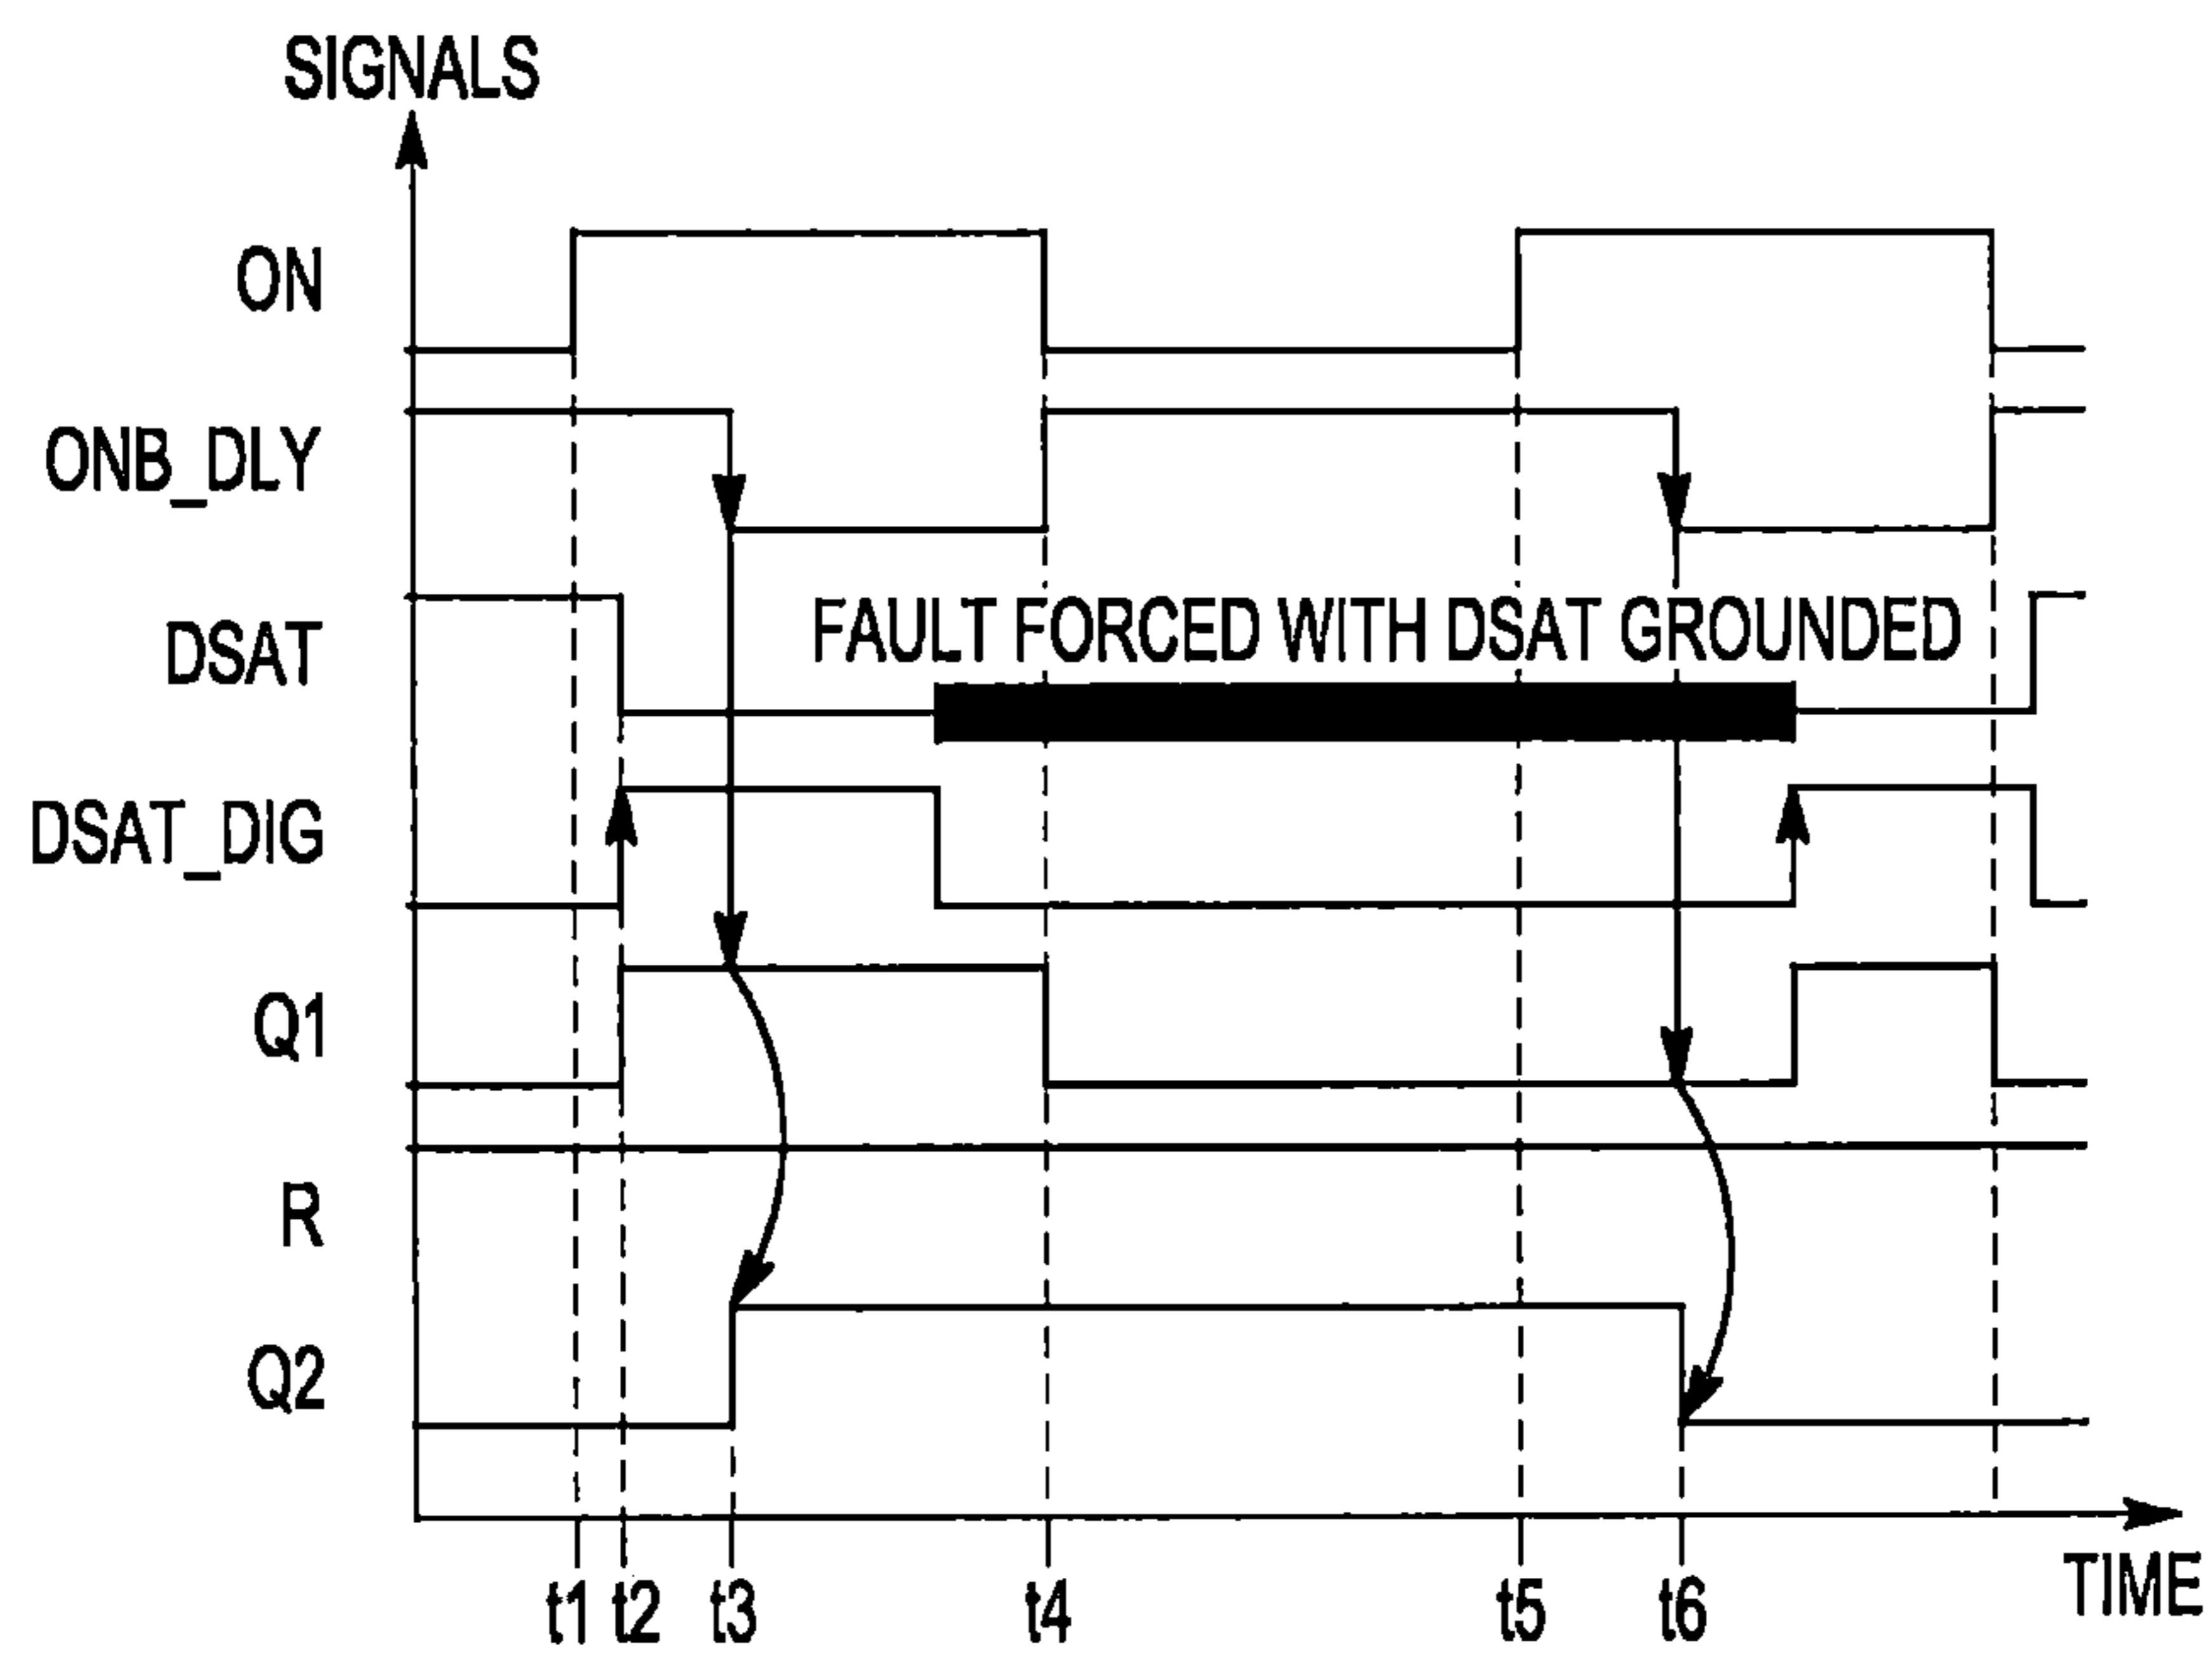 SIGNALS
ON
ONB_DLY
DSAT
FAULT FORCED WITH DSAT GROUNDED
DSAT_DIG
Q1
R
Q2
t1 t2 t3 t4 t5 t6
TIME